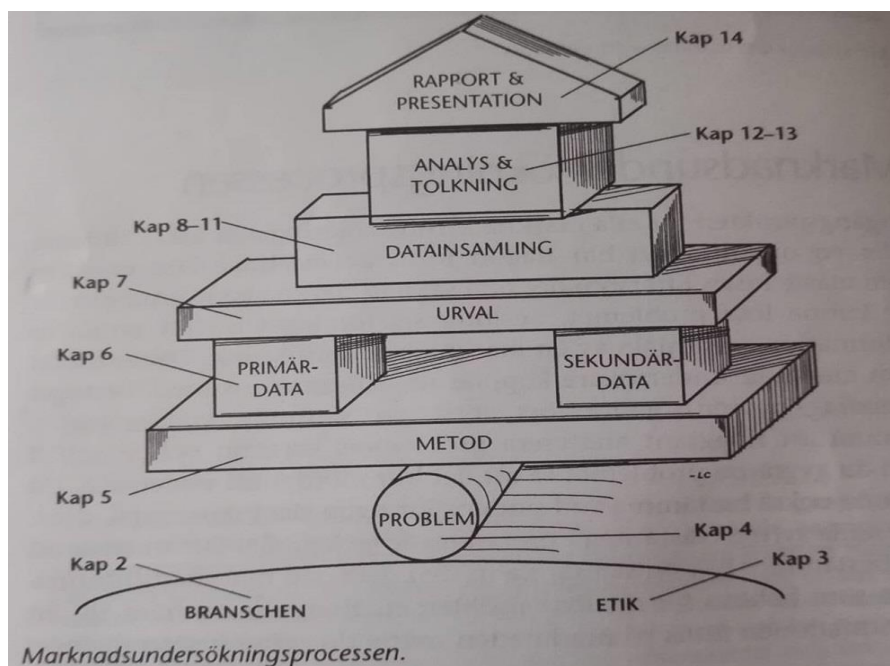 Kap 14
RAPPORT &
PRESENTATION
Kap 12–13
ANALYS &
TOLKNING
Kap 8–11
DATAINSAMLING
Kap 7
URVAL
Kap 6
PRIMÄR-
DATA
SEKUNDÄR-
DATA
METOD
-LC
Kap 5
PROBLEM
Kap 4
Kap 2
Kap 3
BRANSCHEN
ETIK
Marknadsundersökningsprocessen.